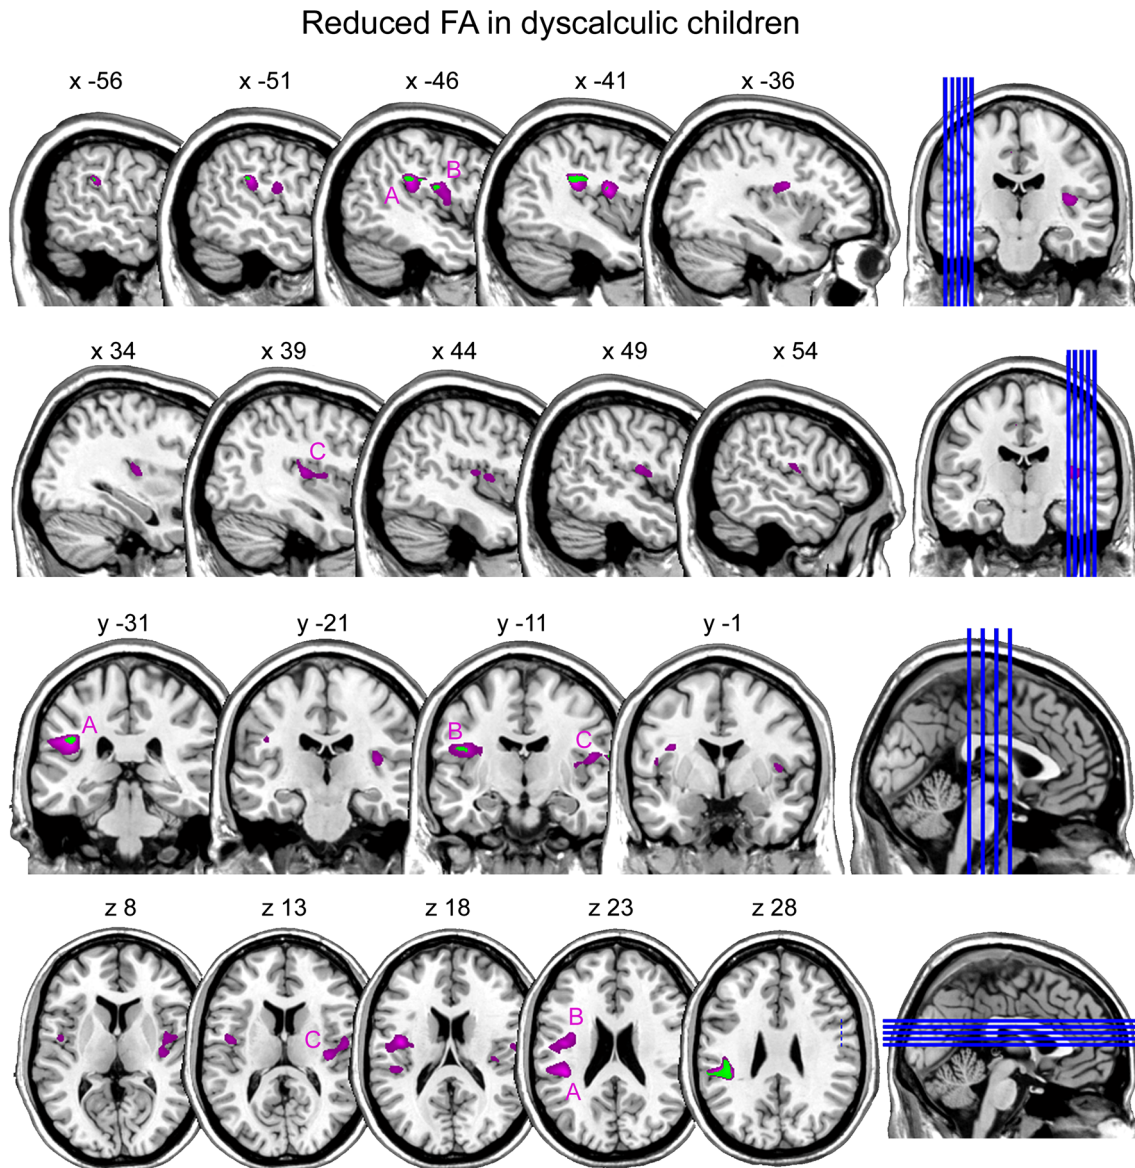 Reduced FA in dyscalculic children
x -56 x -51 x -46 x -41 x -36
B
A
x 34 x 39 x 44 x 49 x 54
C
y -31 y -21 y -11 y -1
A
B
C
z 8 z 13 z 18 z 23 z 28
B
C
A